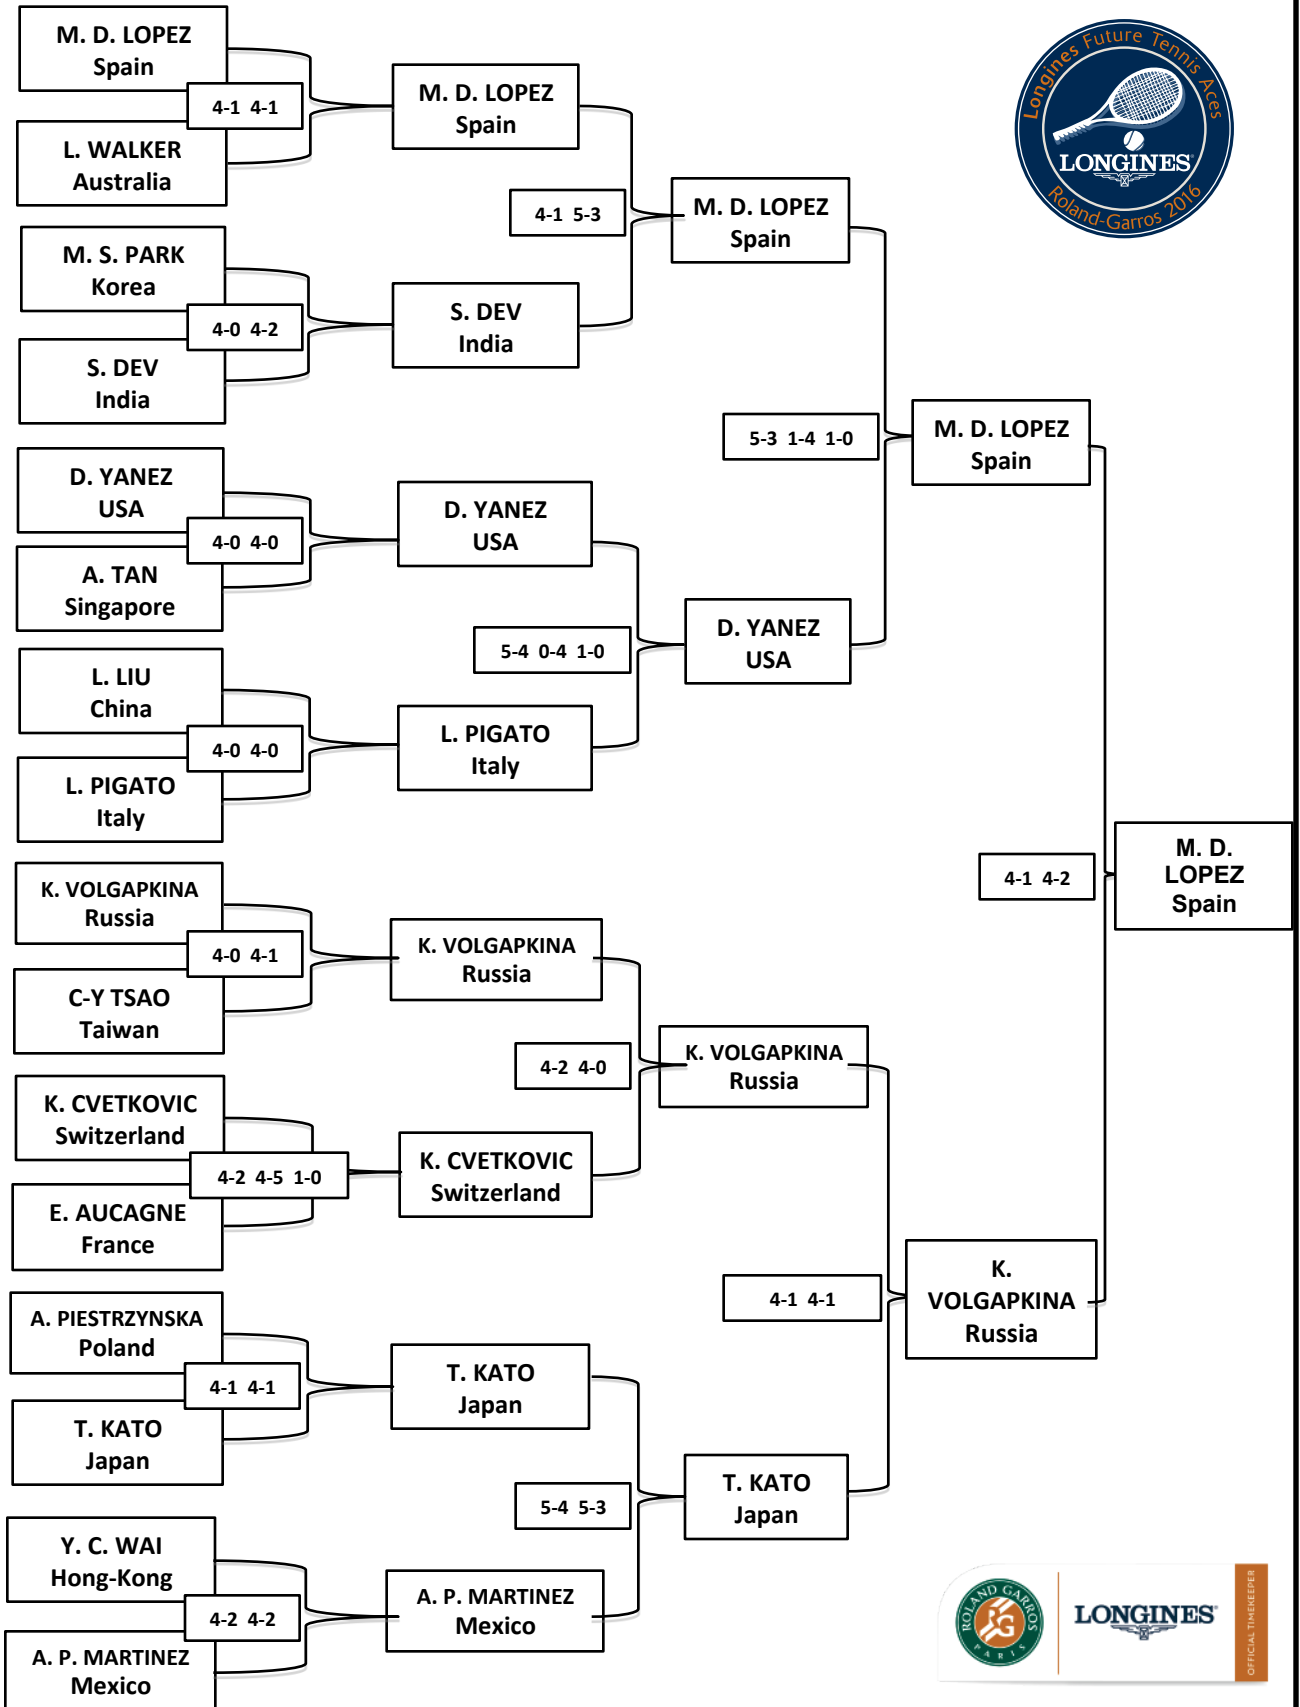 M. D. LOPEZ
Spain
4-1 4-1
L. WALKER
Australia
M. S. PARK
Korea
4-0 4-2
S. DEV
India
D. YANEZ
USA
4-0 4-0
A. TAN
Singapore
L. LIU
China
4-0 4-0
L. PIGATO
Italy
K. VOLGAPKINA
Russia
4-0 4-1
C-Y TSAO
Taiwan
K. CVETKOVIC
Switzerland
4-2 4-5 1-0
E. AUCAGNE
France
A. PIESTRZYNSKA
Poland
4-1 4-1
T. KATO
Japan
Y. C. WAI
Hong-Kong
4-2 4-2
A. P. MARTINEZ
Mexico
M. D. LOPEZ
Spain
4-1 5-3
S. DEV
India
D. YANEZ
USA
5-4 0-4 1-0
L. PIGATO
Italy
K. VOLGAPKINA
Russia
4-2 4-0
K. CVETKOVIC
Switzerland
T. KATO
Japan
5-4 5-3
A. P. MARTINEZ
Mexico
M. D. LOPEZ
Spain
5-3 1-4 1-0
D. YANEZ
USA
K. VOLGAPKINA
Russia
4-1 4-1
T. KATO
Japan
M. D. LOPEZ
Spain
4-1 4-2
K.
VOLGAPKINA
Russia
M. D.
LOPEZ
Spain
Longines Future Tennis Aces
LONGINES
Roland-Garros 2016
ROLAND GARROS
RG
PARIS
LONGINES
OFFICIAL TIMEKEEPER